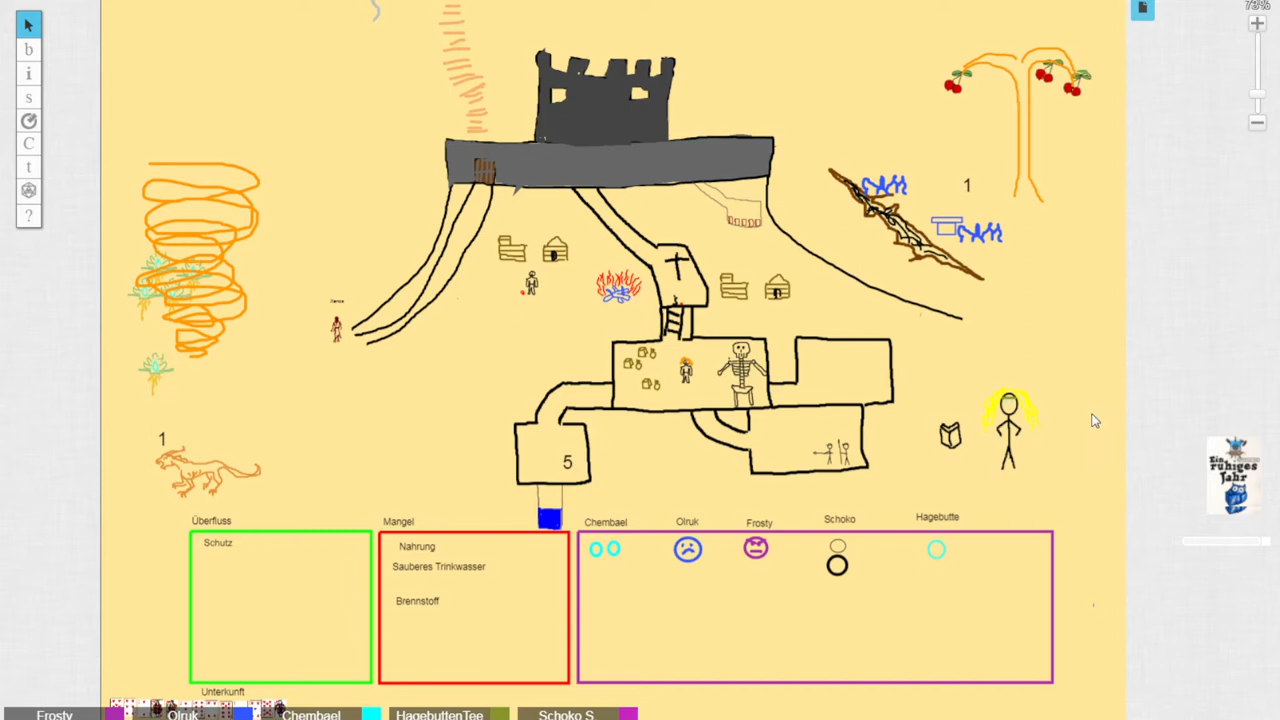 78%
b
i
s
C
t
?
1
1
5
Ein
ruhiges
Jahr
Überfluss
Mangel
Chembael
Olruk
Frosty
Schoko
Hagebutte
Schutz
Nahrung
Sauberes Trinkwasser
Brennstoff
Unterkunft
Frosty
Olruk
Chembael
HagebuttenTee
Schoko S